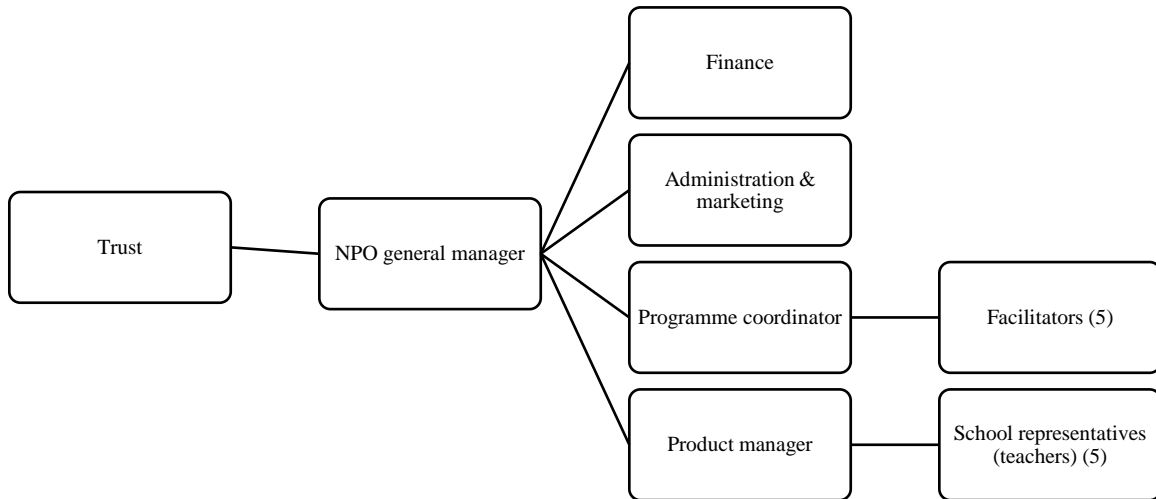 Trust
NPO general manager
Finance
Administration &
marketing
Programme coordinator
Facilitators (5)
Product manager
School representatives
(teachers) (5)